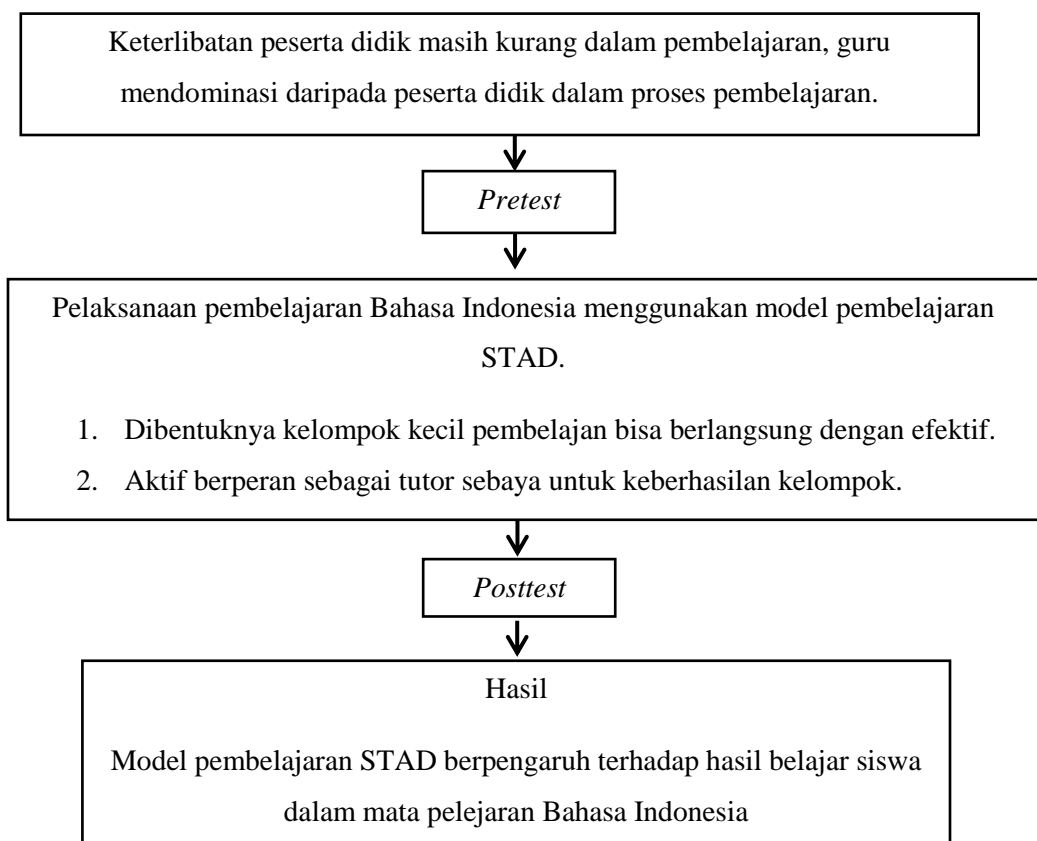 Keterlibatan peserta didik masih kurang dalam pembelajaran, guru
mendominasi daripada peserta didik dalam proses pembelajaran.
Pretest
Pelaksanaan pembelajaran Bahasa Indonesia menggunakan model pembelajaran
STAD.
1. Dibentuknya kelompok kecil pembelajan bisa berlangsung dengan efektif.
2. Aktif berperan sebagai tutor sebaya untuk keberhasilan kelompok.
Posttest
Hasil
Model pembelajaran STAD berpengaruh terhadap hasil belajar siswa
dalam mata pelejaran Bahasa Indonesia